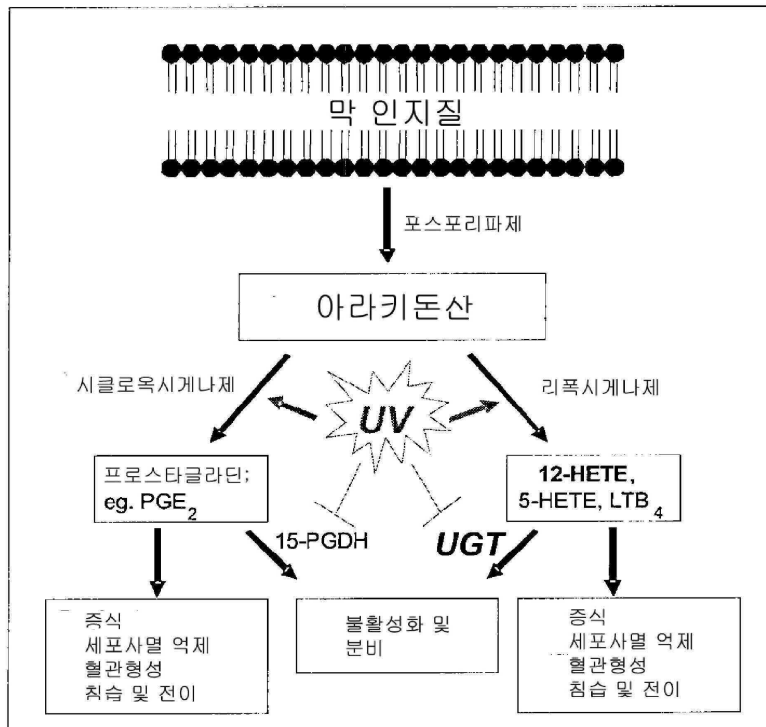 막 인지질
포스포리파제
아라키돈산
시클로옥시게나제
리폭시게나제
UV
프로스타글라딘;
eg. PGE2
12-HETE,
5-HETE, LTB4
15-PGDH
UGT
증식
세포사멸 억제
혈관형성
침습 및 전이
불활성화 및
분비
증식
세포사멸 억제
혈관형성
침습 및 전이